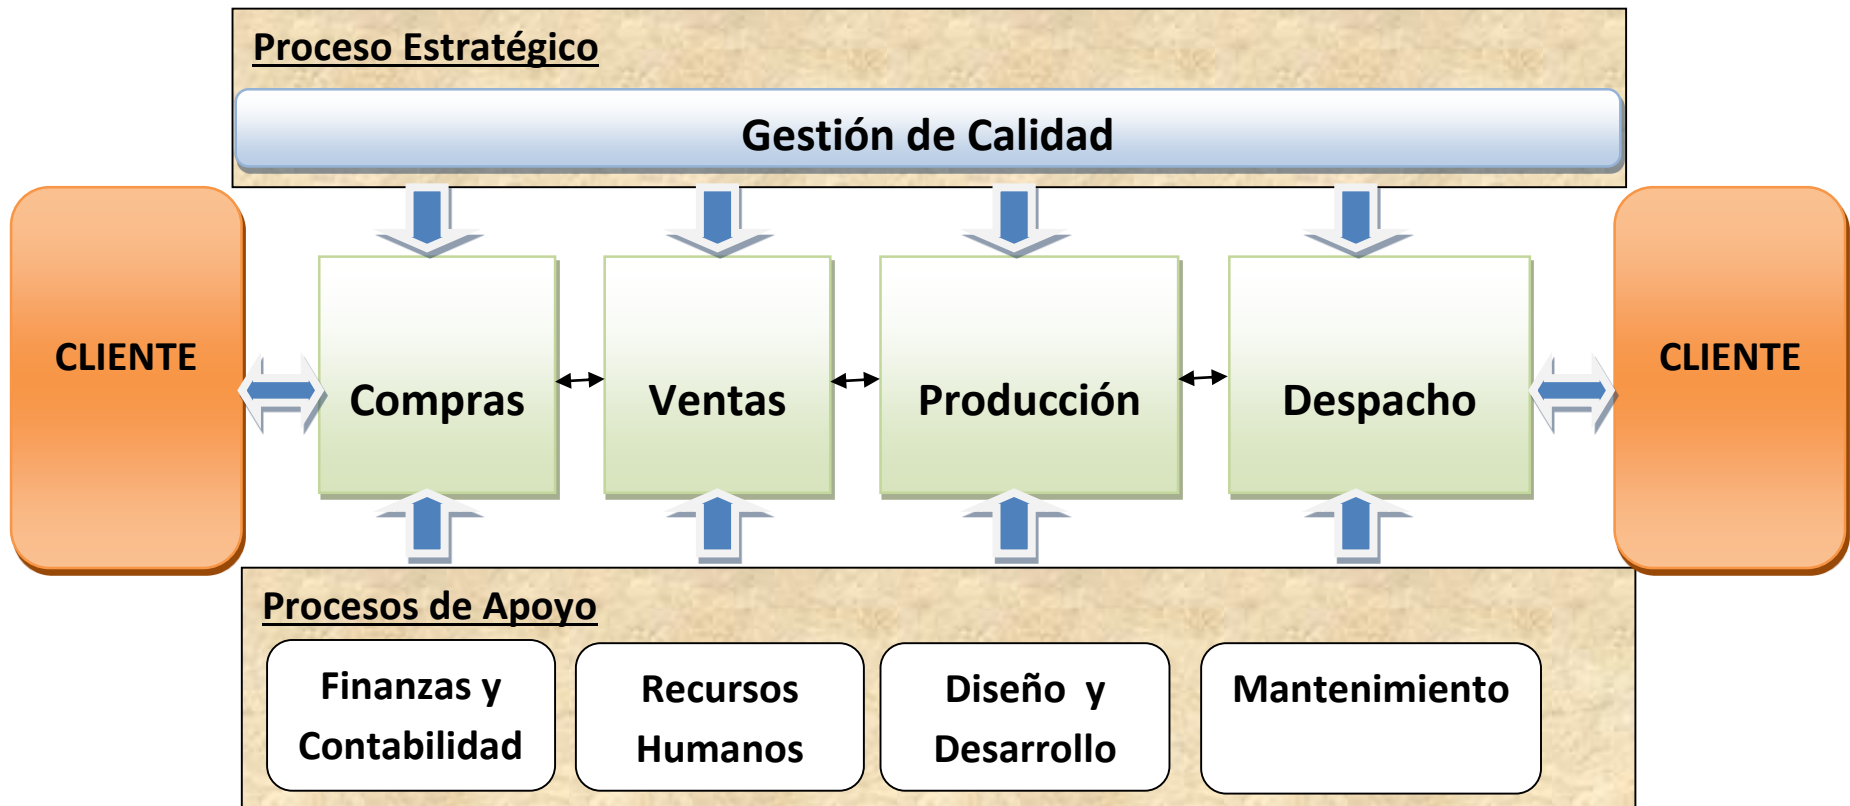 Proceso Estratégico
Gestión de Calidad
CLIENTE
Compras
Ventas
Producción
Despacho
CLIENTE
Procesos de Apoyo
Finanzas y
Contabilidad
Recursos
Humanos
Diseño y
Desarrollo
Mantenimiento